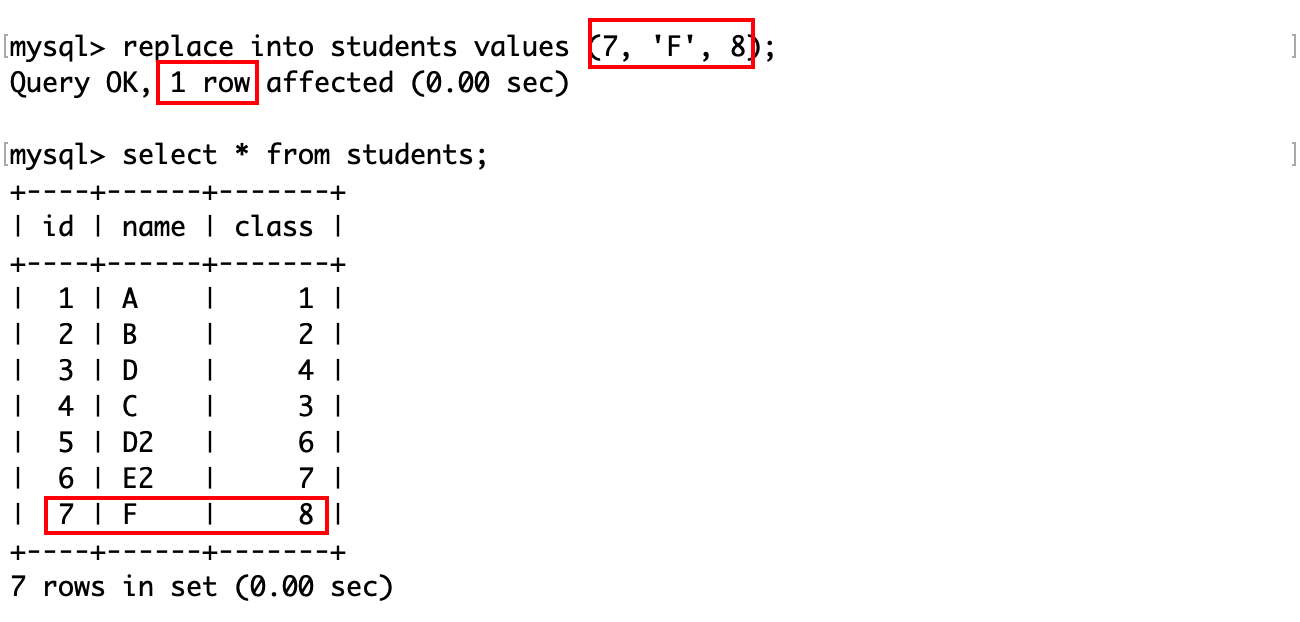 [mysql> replace into students values (7, 'F', 8); ]
Query OK, 1 row affected (0.00 sec)
[mysql> select * from students; ]
+----+------+-------+
| id | name | class |
+----+------+-------+
|  1 | A    |     1 |
|  2 | B    |     2 |
|  3 | D    |     4 |
|  4 | C    |     3 |
|  5 | D2   |     6 |
|  6 | E2   |     7 |
|  7 | F    |     8 |
+----+------+-------+
7 rows in set (0.00 sec)